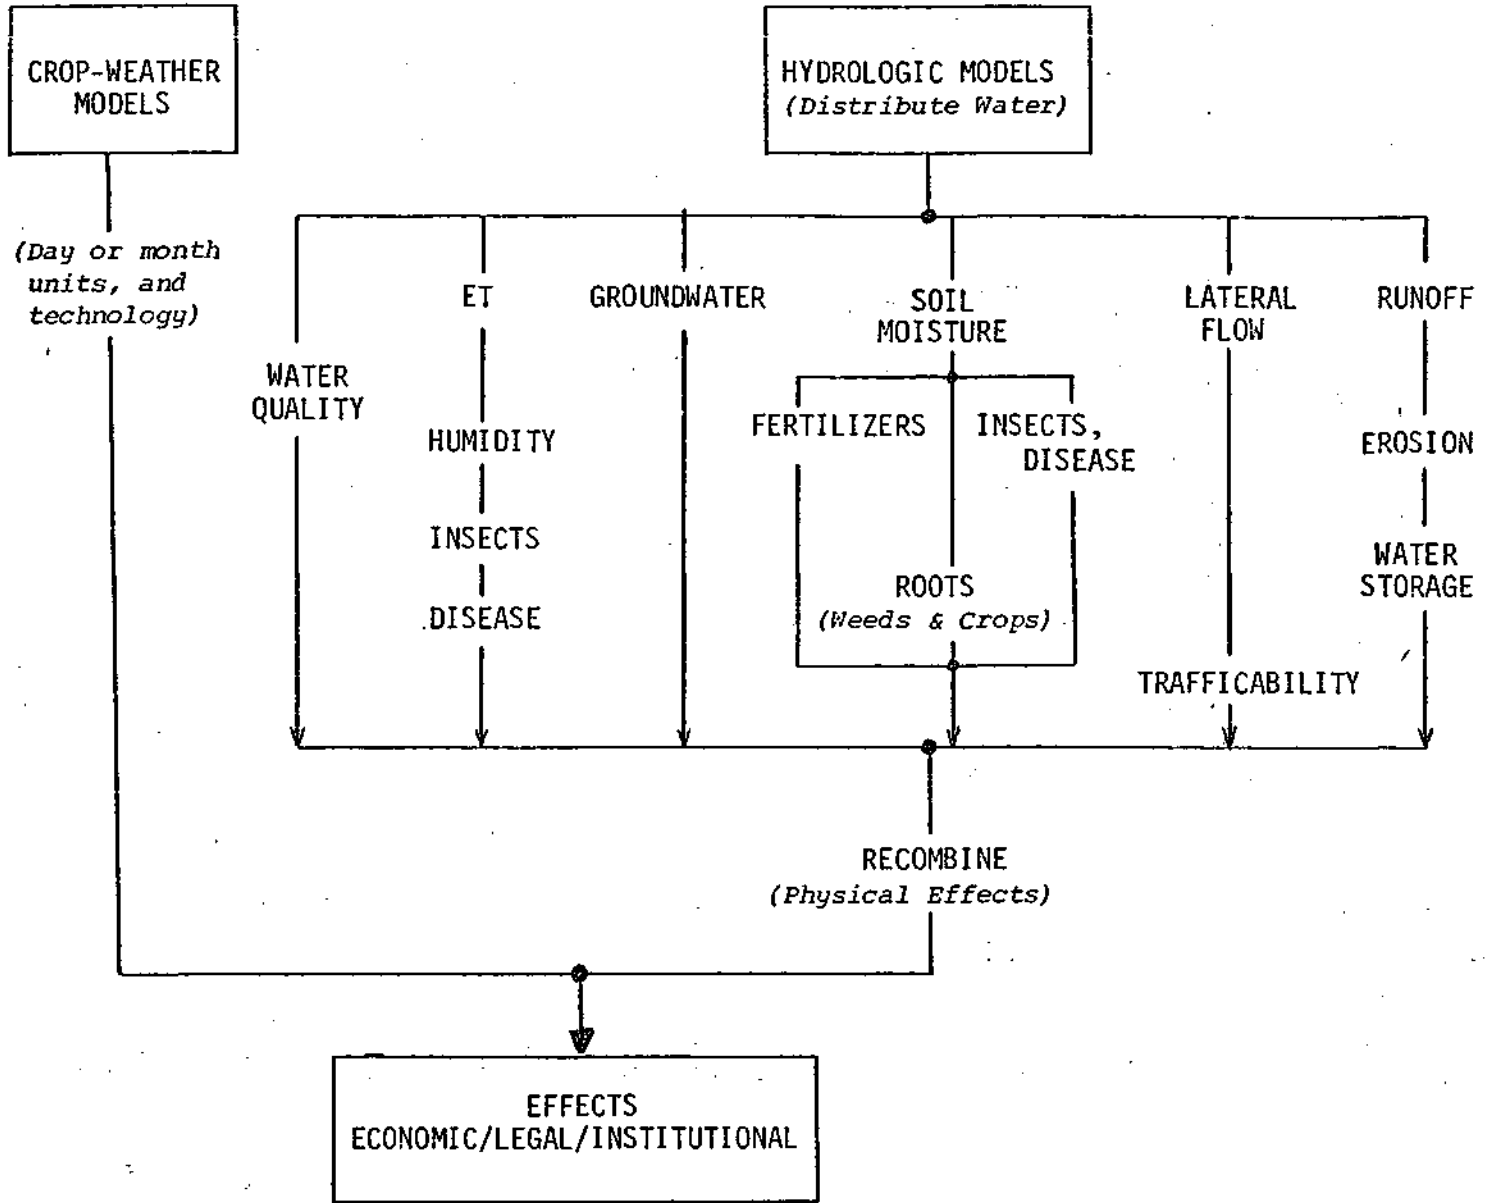 CROP-WEATHER
MODELS
HYDROLOGIC MODELS
(Distribute Water)
(Day or month
units, and
technology)
WATER
QUALITY
ET
HUMIDITY
INSECTS
DISEASE
GROUNDWATER
SOIL
MOISTURE
FERTILIZERS
INSECTS,
DISEASE
ROOTS
(Weeds & Crops)
LATERAL
FLOW
TRAFFICABILITY
RUNOFF
EROSION
WATER
STORAGE
RECOMBINE
(Physical Effects)
EFFECTS
ECONOMIC/LEGAL/INSTITUTIONAL